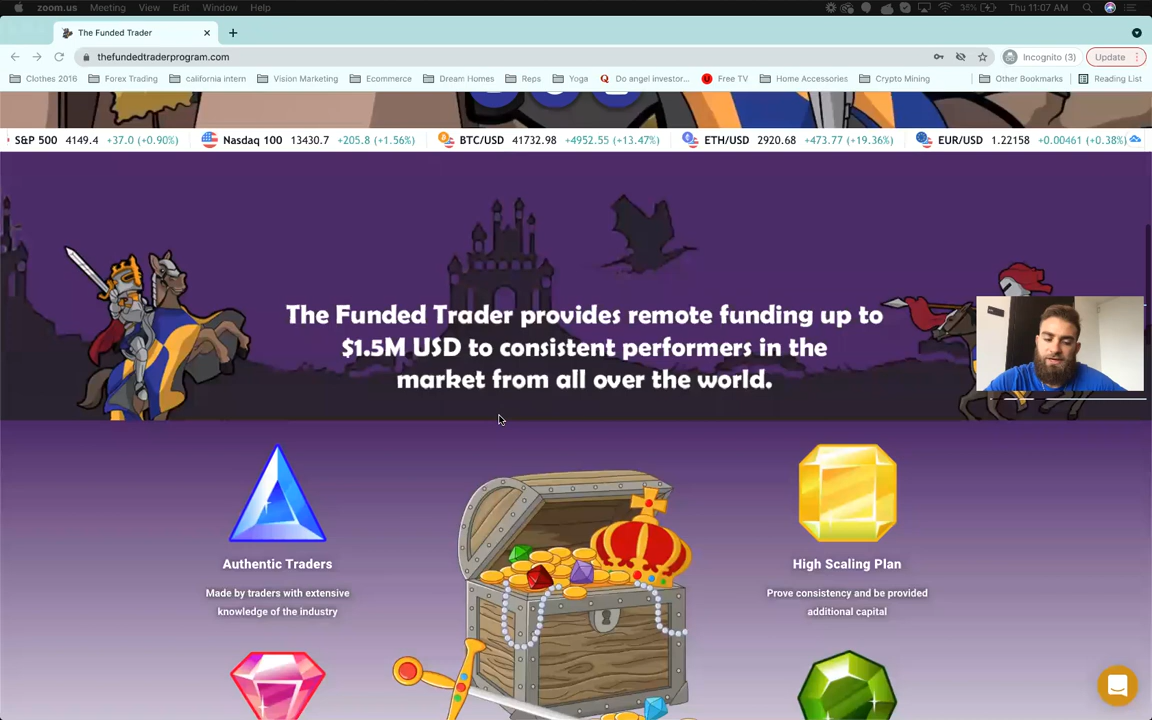 zoom.us Meeting View Edit Window Help 35% Thu 11:07 AM
The Funded Trader
thefundedtraderprogram.com Incognito (3) Update
Clothes 2016 Forex Trading california intern Vision Marketing Ecommerce Dream Homes Reps Yoga Do angel investor... Free TV Home Accessories Crypto Mining Other Bookmarks Reading List
S&P 500 4149.4 +37.0 (+0.90%) Nasdaq 100 13430.7 +205.8 (+1.56%) BTC/USD 41732.98 +4952.55 (+13.47%) ETH/USD 2920.68 +473.77 (+19.36%) EUR/USD 1.22158 +0.00461 (+0.38%)
The Funded Trader provides remote funding up to
$1.5M USD to consistent performers in the
market from all over the world.
Authentic Traders
Made by traders with extensive
knowledge of the industry
High Scaling Plan
Prove consistency and be provided
additional capital